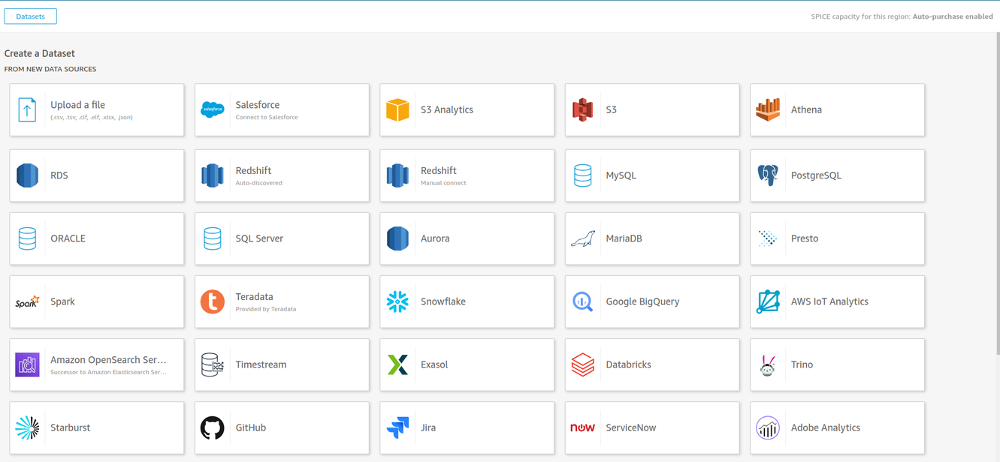 Datasets
SPICE capacity for this region: Auto-purchase enabled
Create a Dataset
FROM NEW DATA SOURCES
Upload a file
(.csv, .tsv, .clf, .elf, .xlsx, .json)
salesforce
Salesforce
Connect to Salesforce
S3 Analytics
S3
Athena
RDS
Redshift
Auto-discovered
Redshift
Manual connect
MySQL
PostgreSQL
ORACLE
SQL Server
Aurora
MariaDB
Presto
Spark
Spark
t
Teradata
Provided by Teradata
Snowflake
Google BigQuery
AWS IoT Analytics
Amazon OpenSearch Ser...
Successor to Amazon Elasticsearch Ser...
Timestream
Exasol
Databricks
Trino
Starburst
GitHub
Jira
now
ServiceNow
Adobe Analytics